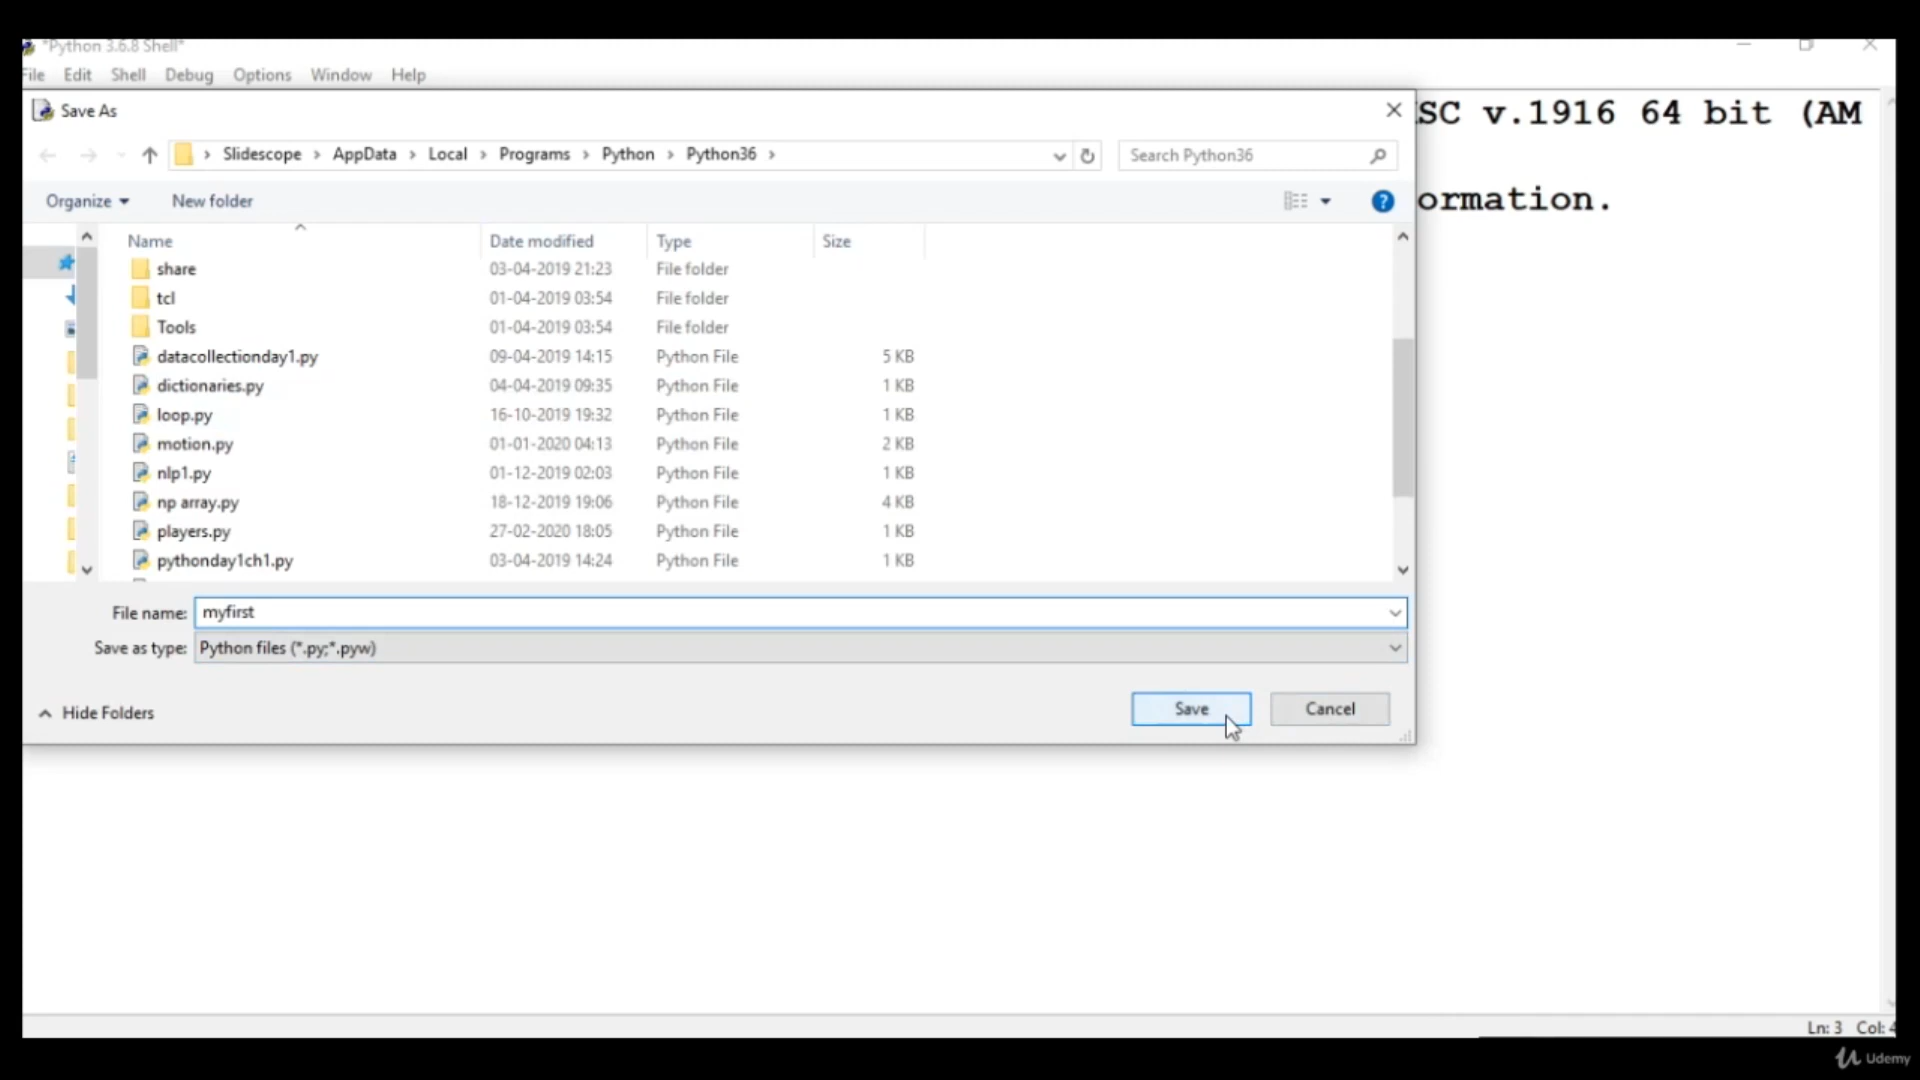 *Python 3.6.8 Shell*
File Edit Shell Debug Options Window Help
SC v.1916 64 bit (AM
ormation.
Save As
Slidescope › AppData › Local › Programs › Python › Python36 ›
Search Python36
Organize New folder
Name Date modified Type Size
share 03-04-2019 21:23 File folder
tcl 01-04-2019 03:54 File folder
Tools 01-04-2019 03:54 File folder
datacollectionday1.py 09-04-2019 14:15 Python File 5 KB
dictionaries.py 04-04-2019 09:35 Python File 1 KB
loop.py 16-10-2019 19:32 Python File 1 KB
motion.py 01-01-2020 04:13 Python File 2 KB
nlp1.py 01-12-2019 02:03 Python File 1 KB
np array.py 18-12-2019 19:06 Python File 4 KB
players.py 27-02-2020 18:05 Python File 1 KB
pythonday1ch1.py 03-04-2019 14:24 Python File 1 KB
File name: myfirst
Save as type: Python files (*.py;*.pyw)
Hide Folders
Save Cancel
Ln: 3 Col: 4
Udemy